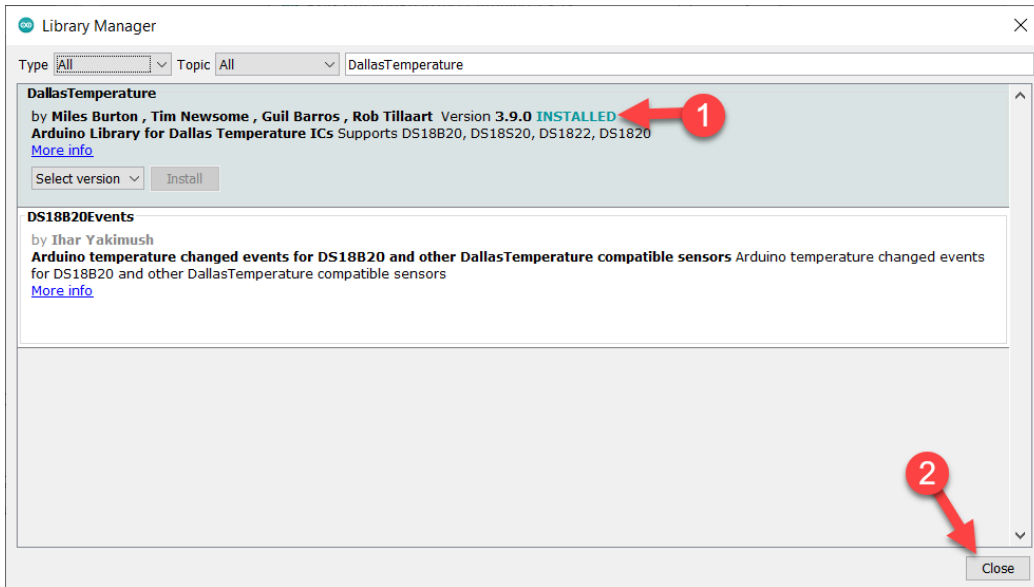 Library Manager
Type All Topic All DallasTemperature
DallasTemperature
by Miles Burton , Tim Newsome , Guil Barros , Rob Tillaart Version 3.9.0 INSTALLED
1
Arduino Library for Dallas Temperature ICs Supports DS18B20, DS18S20, DS1822, DS1820
More info
Select version Install
DS18B20Events
by Ihar Yakimush
Arduino temperature changed events for DS18B20 and other DallasTemperature compatible sensors Arduino temperature changed events
for DS18B20 and other DallasTemperature compatible sensors
More info
2
Close